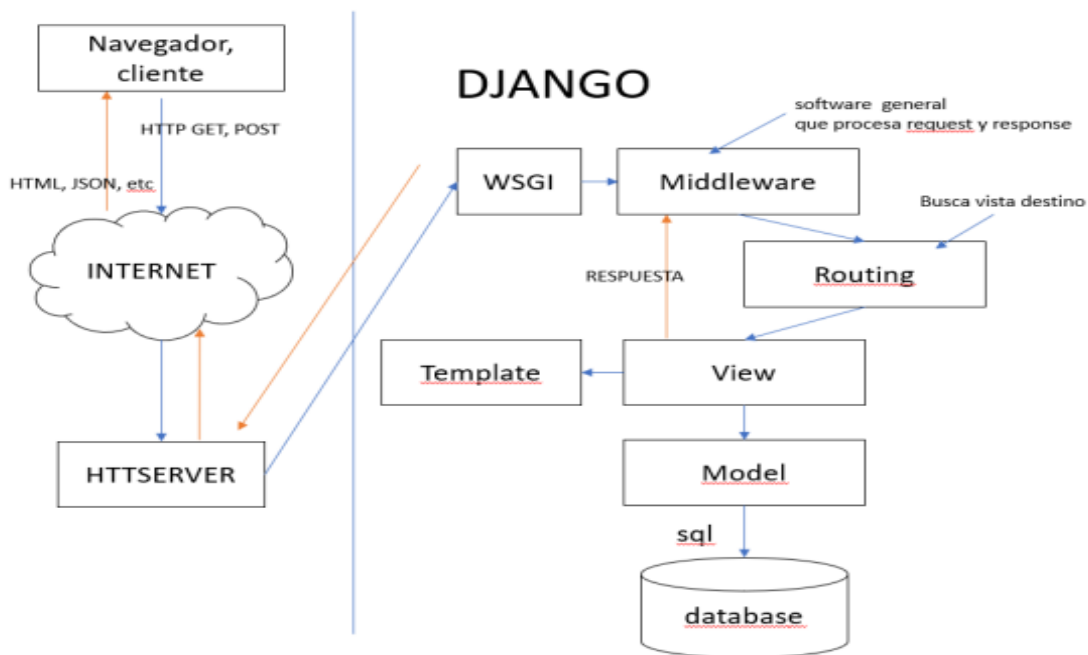 Navegador,
cliente
HTTP GET, POST
HTML, JSON, etc
INTERNET
HTTSERVER
DJANGO
software general
que procesa request y response
WSGI
Middleware
Busca vista destino
Routing
RESPUESTA
Template
View
Model
sql
database